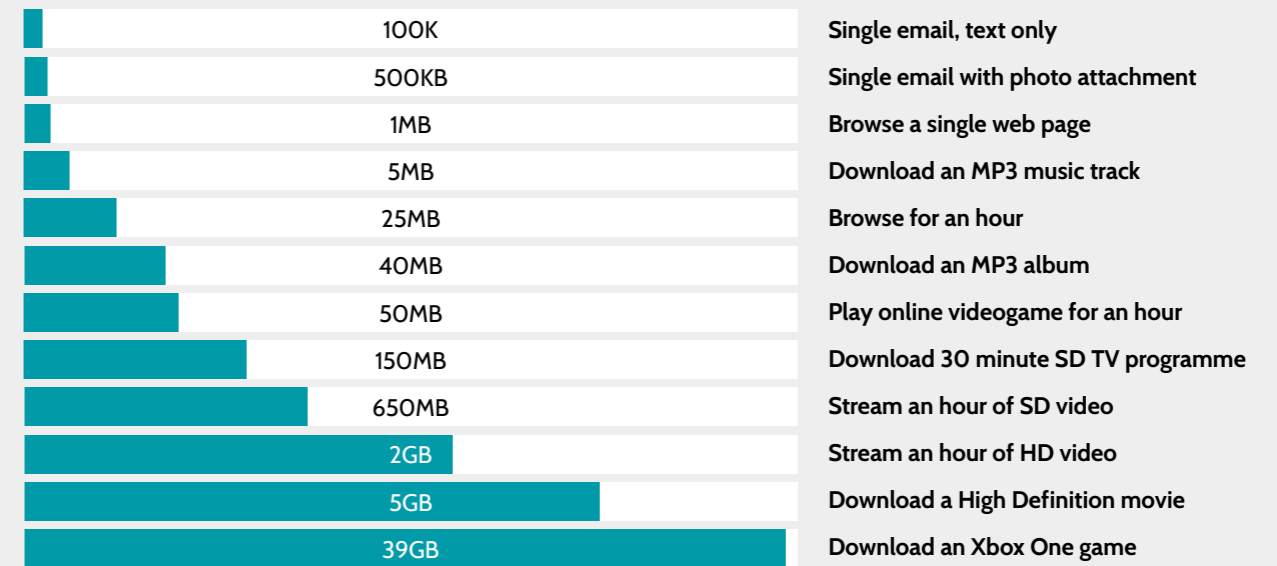 100K Single email, text only
500KB Single email with photo attachment
1MB Browse a single web page
5MB Download an MP3 music track
25MB Browse for an hour
40MB Download an MP3 album
50MB Play online videogame for an hour
150MB Download 30 minute SD TV programme
650MB Stream an hour of SD video
2GB Stream an hour of HD video
5GB Download a High Definition movie
39GB Download an Xbox One game